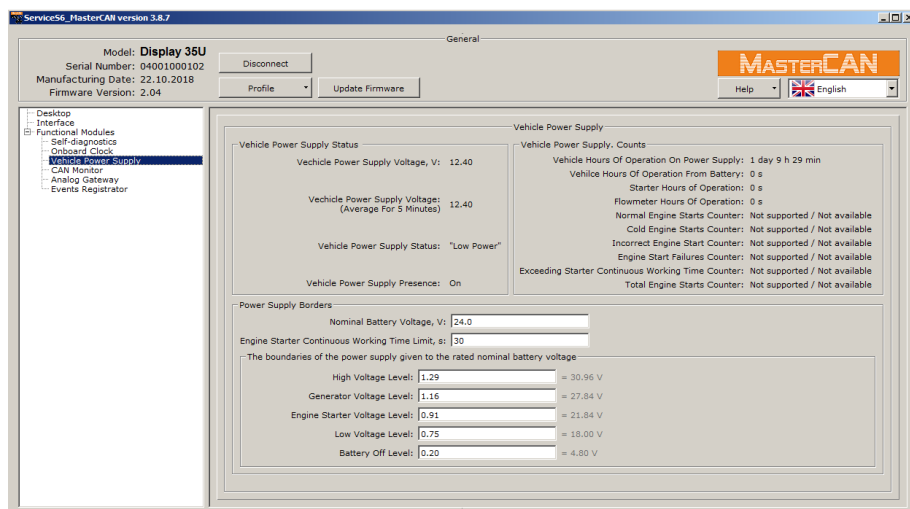 ServiceS6_MasterCAN version 3.8.7
General
Model: Display 35U
Serial Number: 04001000102
Manufacturing Date: 22.10.2018
Firmware Version: 2.04
Disconnect
Profile
Update Firmware
MASTERCAN
Help
English
Desktop
Interface
Functional Modules
Self-diagnostics
Onboard Clock
Vehicle Power Supply
CAN Monitor
Analog Gateway
Events Registrator
Vehicle Power Supply
Vehicle Power Supply Status
Vechicle Power Supply Voltage, V: 12.40
Vechicle Power Supply Voltage:
(Average For 5 Minutes) 12.40
Vehicle Power Supply Status: "Low Power"
Vehicle Power Supply Presence: On
Vehicle Power Supply. Counts
Vehicle Hours Of Operation On Power Supply: 1 day 9 h 29 min
Vehilce Hours Of Operation From Battery: 0 s
Starter Hours of Operation: 0 s
Flowmeter Hours Of Operation: 0 s
Normal Engine Starts Counter: Not supported / Not available
Cold Engine Starts Counter: Not supported / Not available
Incorrect Engine Start Counter: Not supported / Not available
Engine Start Failures Counter: Not supported / Not available
Exceeding Starter Continuous Working Time Counter: Not supported / Not available
Total Engine Starts Counter: Not supported / Not available
Power Supply Borders
Nominal Battery Voltage, V: 24.0
Engine Starter Continuous Working Time Limit, s: 30
The boundaries of the power supply given to the rated nominal battery voltage
High Voltage Level: 1.29 = 30.96 V
Generator Voltage Level: 1.16 = 27.84 V
Engine Starter Voltage Level: 0.91 = 21.84 V
Low Voltage Level: 0.75 = 18.00 V
Battery Off Level: 0.20 = 4.80 V